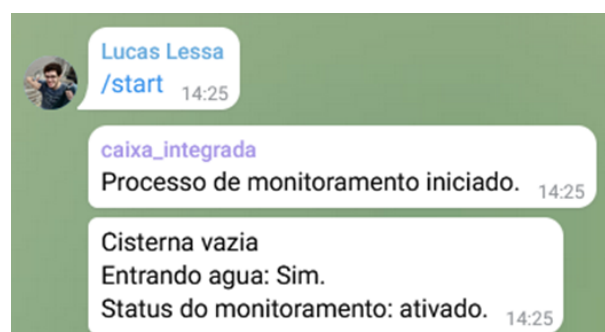 Lucas Lessa
/start 14:25
caixa_integrada
Processo de monitoramento iniciado. 14:25
Cisterna vazia
Entrando agua: Sim.
Status do monitoramento: ativado. 14:25